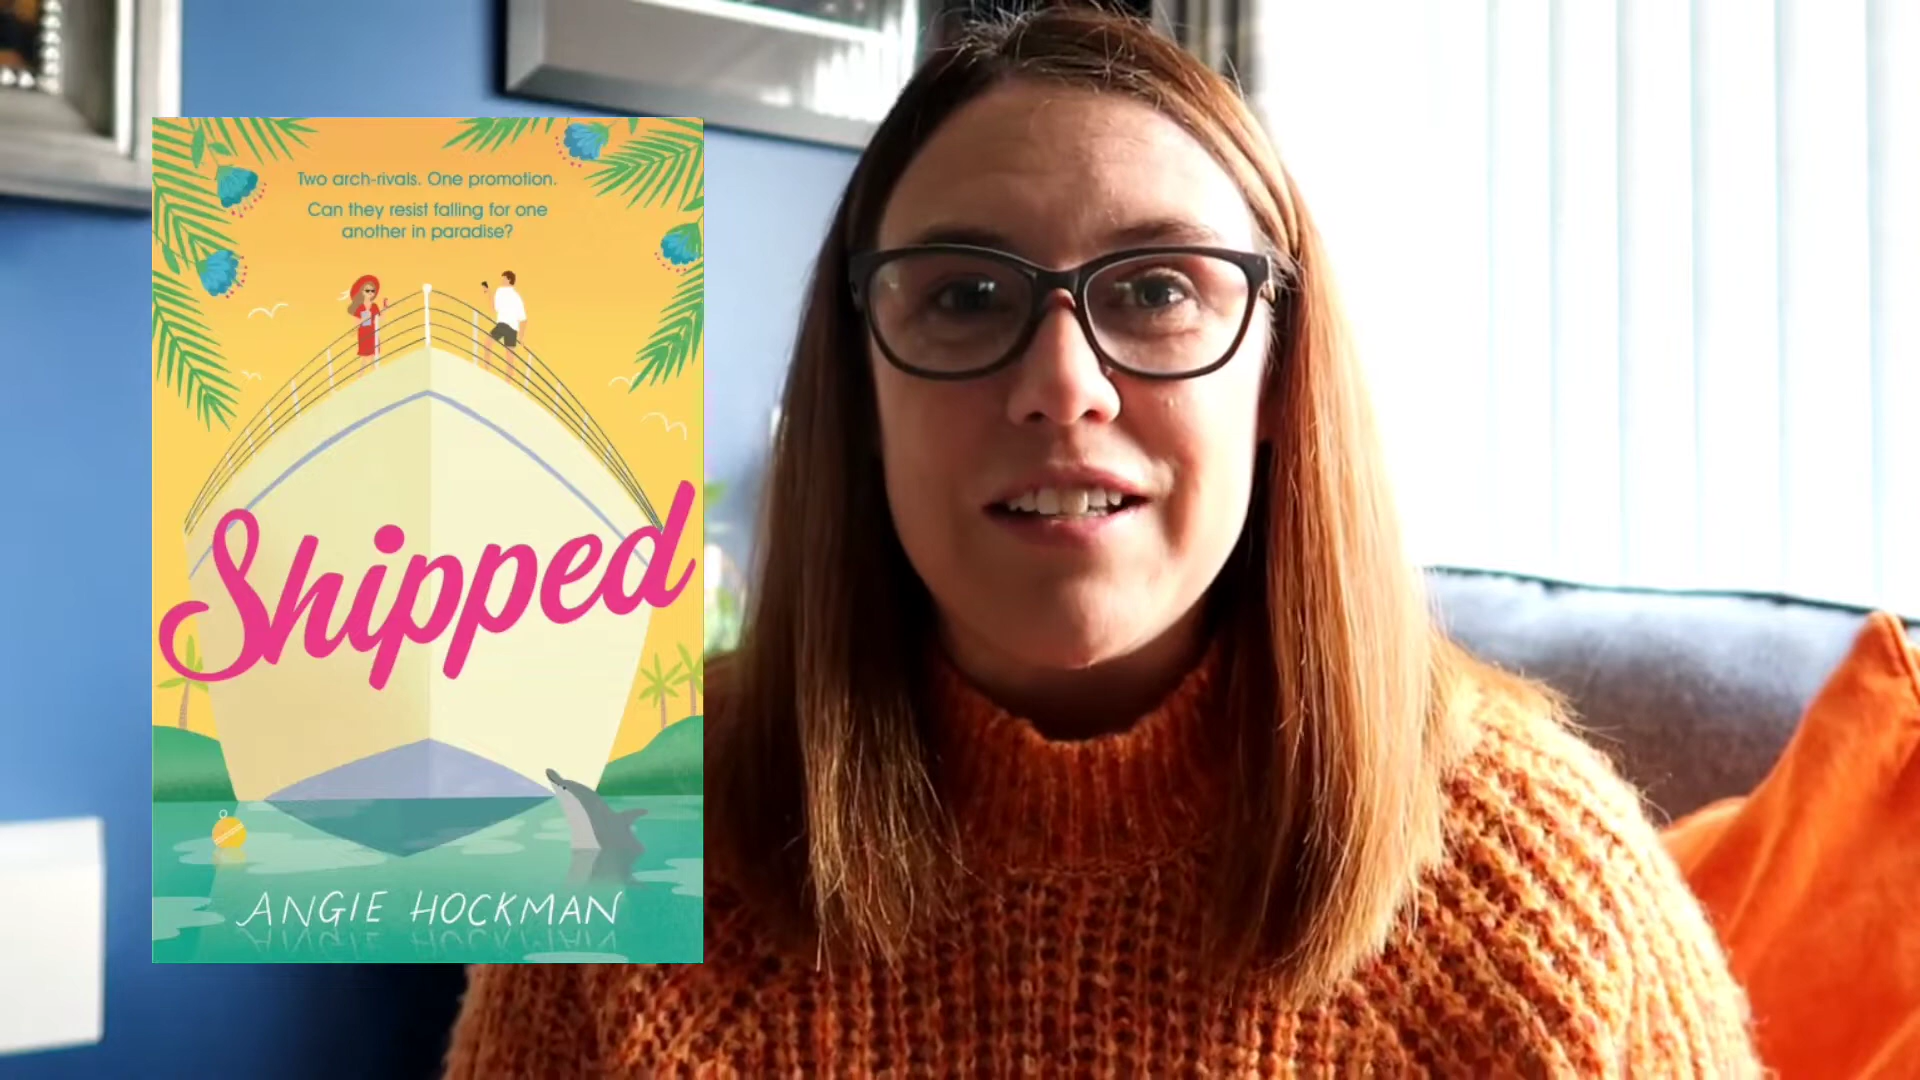 Two arch-rivals. One promotion.
Can they resist falling for one
another in paradise?
Shipped
ANGIE HOCKMAN